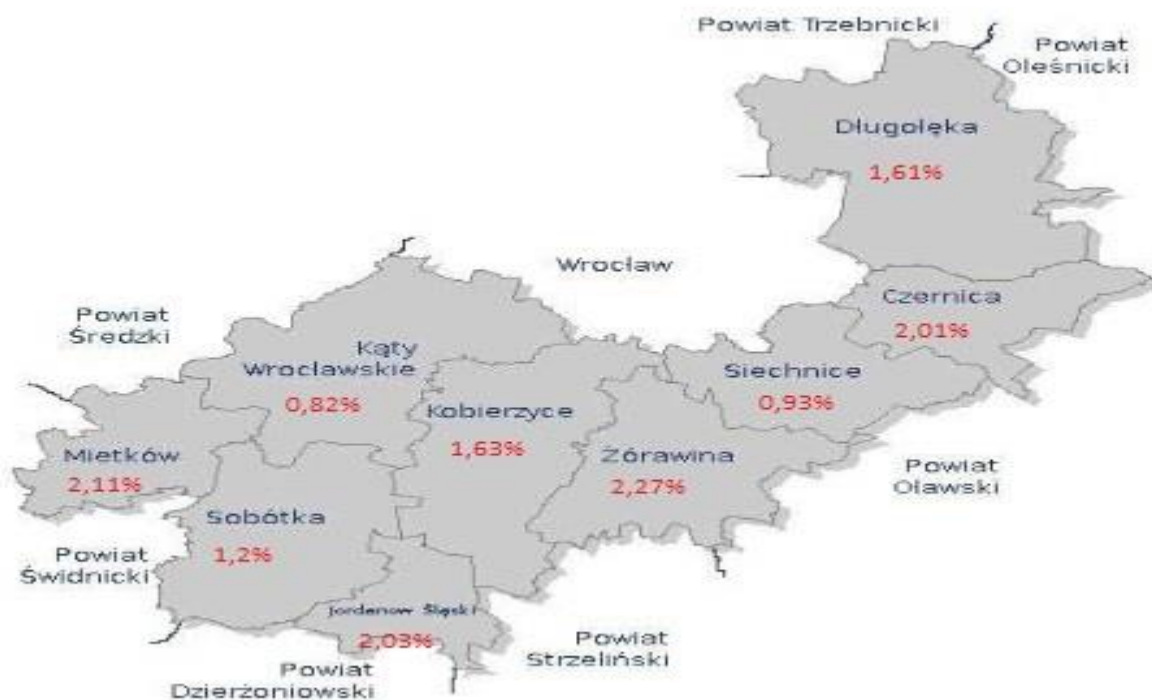 Powiat Trzebnicki
Powiat
Oleśnicki
Długołęka
1,61%
Wrocław
Czernica
2,01%
Powiat
Średzki
Kąty
Wrocławskie
0,82%
Siechnice
0,93%
Kobierzyce
1,63%
Mietków
2,11%
Żórawina
2,27%
Powiat
Oławski
Sobótka
1,2%
Powiat
Świdnicki
Jordanow Śląski
2,03%
Powiat
Strzeliński
Powiat
Dzierżoniowski